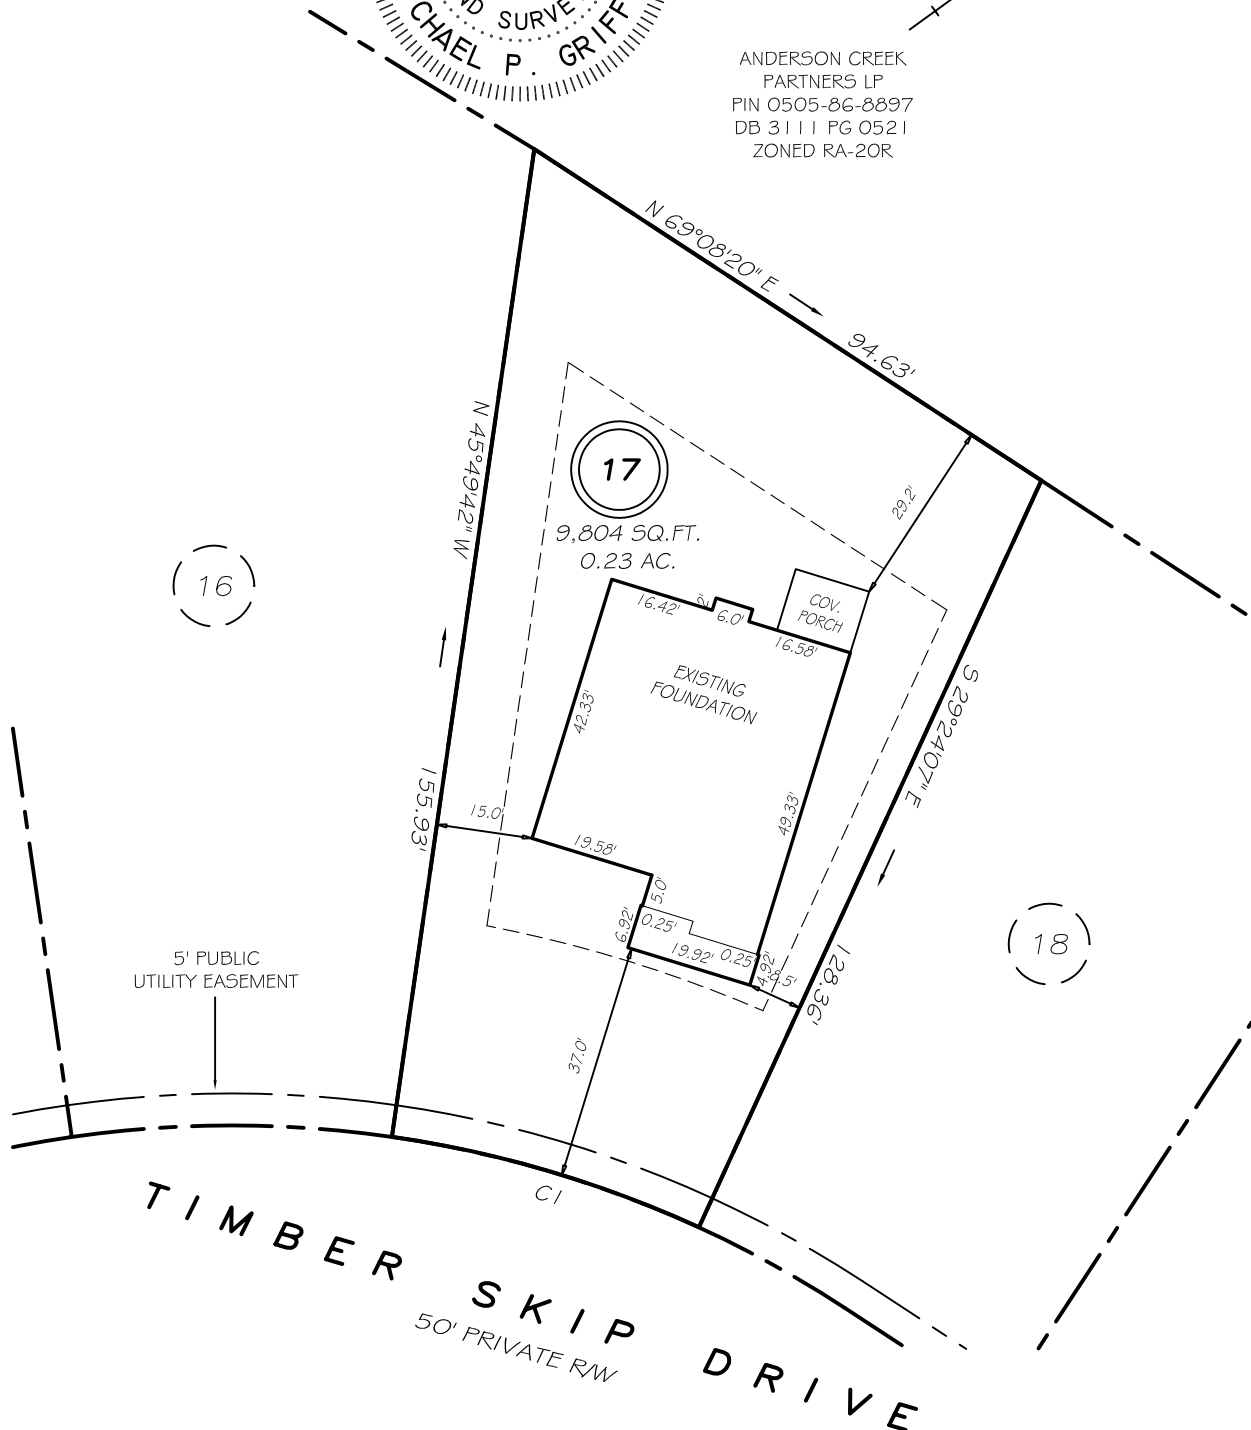 ND SURVE
CHAEL P. GRIFF
ANDERSON CREEK
PARTNERS LP
PIN 0505-86-8897
DB 3111 PG 0521
ZONED RA-20R
N 69°08'20" E
94.63'
N 45°49'42" W
155.93'
17
9,804 SQ.FT.
0.23 AC.
29.2'
16
16.42'
2'
6.0'
COV.
PORCH
16.58'
EXISTING
FOUNDATION
42.33'
49.33'
S 29°24'07" E
128.36'
15.0'
19.58'
5.0'
6.92'
0.25'
19.92'
0.25'
4.92'
8.5'
18
5' PUBLIC
UTILITY EASEMENT
37.0'
C1
TIMBER SKIP DRIVE
50' PRIVATE R/W